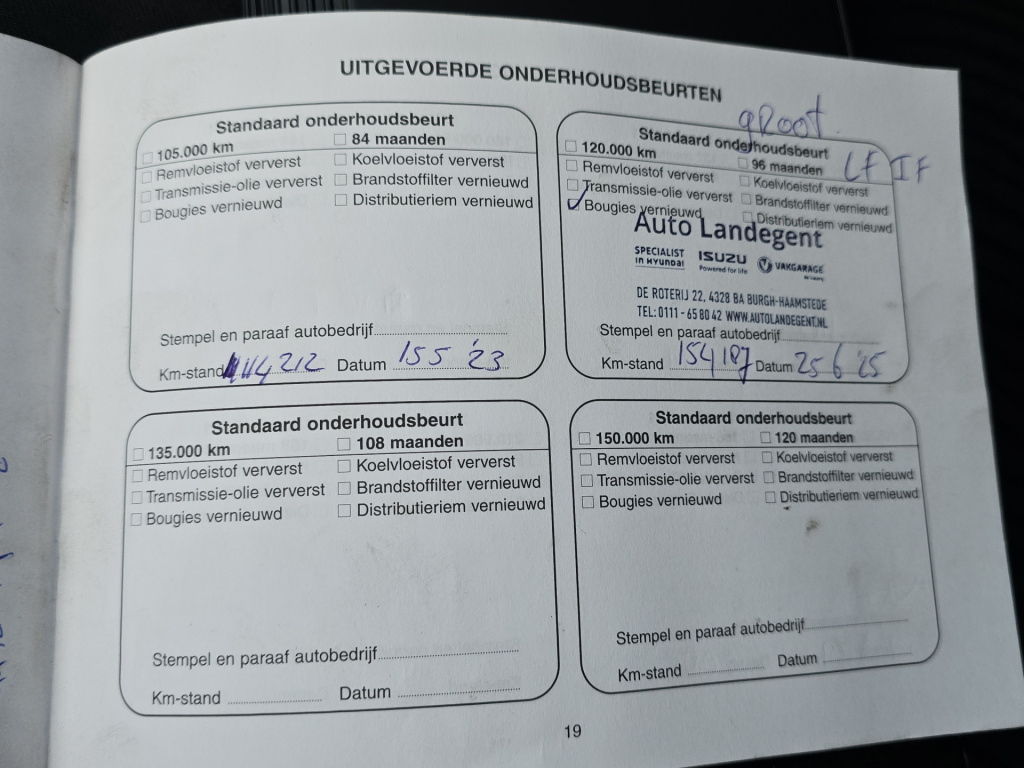 UITGEVOERDE ONDERHOUDSBEURTEN
Standaard onderhoudsbeurt
105.000 km 84 maanden
Remvloeistof ververst Koelvloeistof ververst
Transmissie-olie ververst Brandstoffilter vernieuwd
Bougies vernieuwd Distributieriem vernieuwd
Stempel en paraaf autobedrijf
Km-stand 114 212 Datum 15 5 '23
gRoot
Standaard onderhoudsbeurt
LF IF
120.000 km 96 maanden
Remvloeistof ververst Koelvloeistof ververst
Transmissie-olie ververst Brandstoffilter vernieuwd
Bougies vernieuwd Distributieriem vernieuwd
Auto Landegent
SPECIALIST in HYUNDAI ISUZU Powered for life VAKGARAGE
DE ROTERIJ 22, 4328 BA BURGH-HAAMSTEDE
TEL: 0111 - 65 80 42 WWW.AUTOLANDEGENT.NL
Stempel en paraaf autobedrijf
Km-stand 154 187 Datum 25 6 '25
Standaard onderhoudsbeurt
135.000 km 108 maanden
Remvloeistof ververst Koelvloeistof ververst
Transmissie-olie ververst Brandstoffilter vernieuwd
Bougies vernieuwd Distributieriem vernieuwd
Stempel en paraaf autobedrijf
Km-stand Datum
Standaard onderhoudsbeurt
150.000 km 120 maanden
Remvloeistof ververst Koelvloeistof ververst
Transmissie-olie ververst Brandstoffilter vernieuwd
Bougies vernieuwd Distributieriem vernieuwd
Stempel en paraaf autobedrijf
Km-stand Datum
19